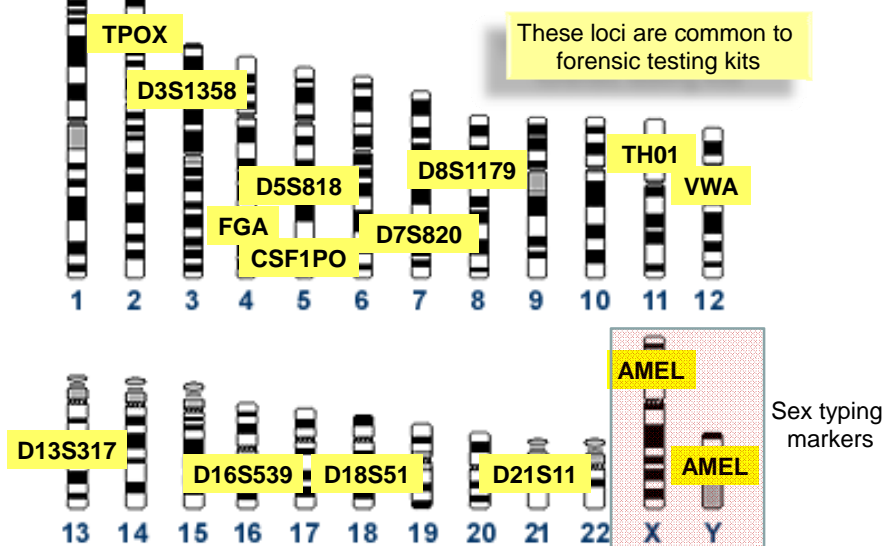 These loci are common to
forensic testing kits
TPOX
D3S1358
D5S818
FGA
CSF1PO
D7S820
D8S1179
TH01
VWA
1 2 3 4 5 6 7 8 9 10 11 12
AMEL
Sex typing
markers
D13S317
D16S539
D18S51
D21S11
AMEL
13 14 15 16 17 18 19 20 21 22 X Y